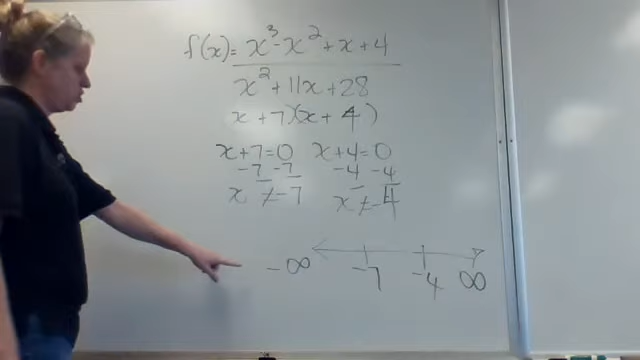 f(x) = x³ - x² + x + 4
x² + 11x + 28
x + 7)(x + 4)
x + 7 = 0 x + 4 = 0
-7 -7 -4 -4
x ≠ -7 x ≠ -4
-∞ -7 -4 ∞